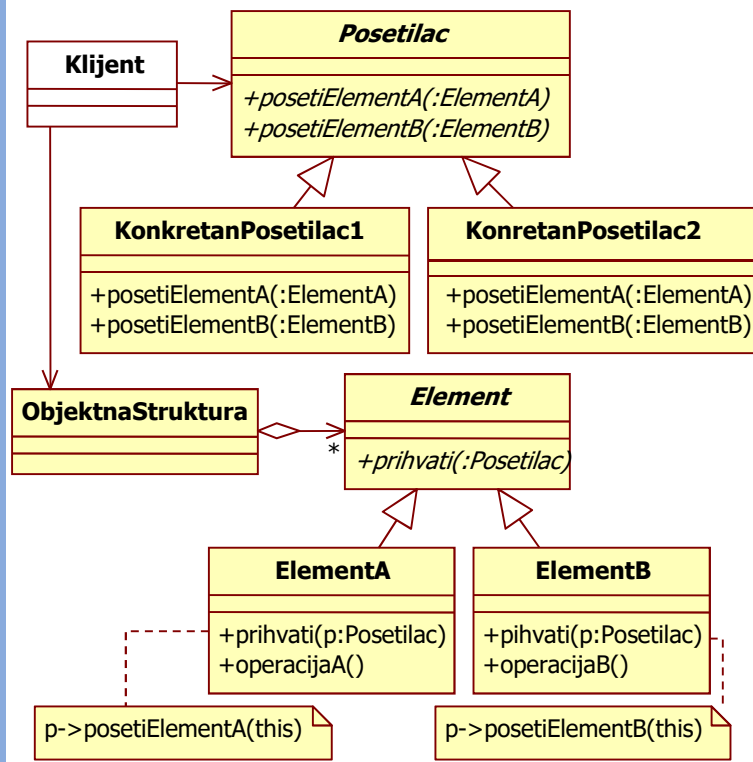 Posetilac
Klijent
+posetiElementA(:ElementA)
+posetiElementB(:ElementB)
KonkretanPosetilac1
+posetiElementA(:ElementA)
+posetiElementB(:ElementB)
KonretanPosetilac2
+posetiElementA(:ElementA)
+posetiElementB(:ElementB)
ObjektnaStruktura
*
Element
+prihvati(:Posetilac)
ElementA
+prihvati(p:Posetilac)
+operacijaA()
ElementB
+pihvati(p:Posetilac)
+operacijaB()
p->posetiElementA(this)
p->posetiElementB(this)